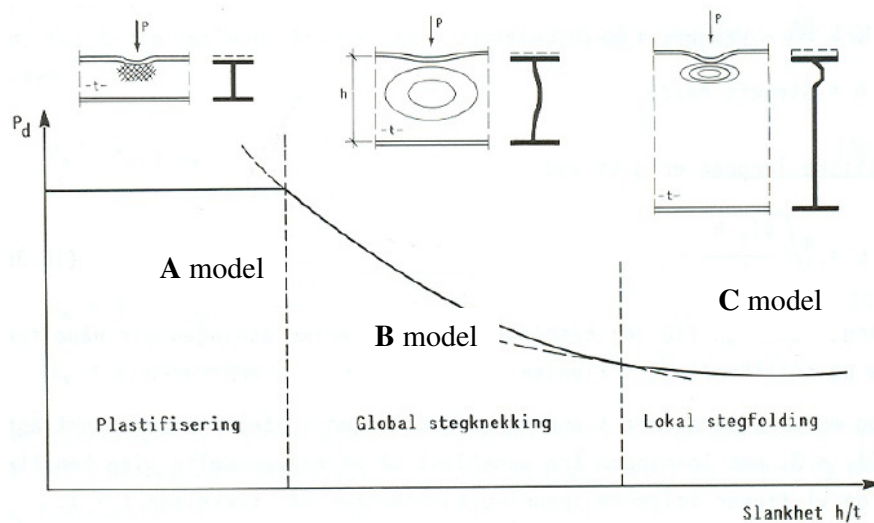 P
P
P
h
-t-
-t-
-t-
P_d
A model
B model
C model
Plastifisering
Global stegknekking
Lokal stegfolding
Slankhet h/t